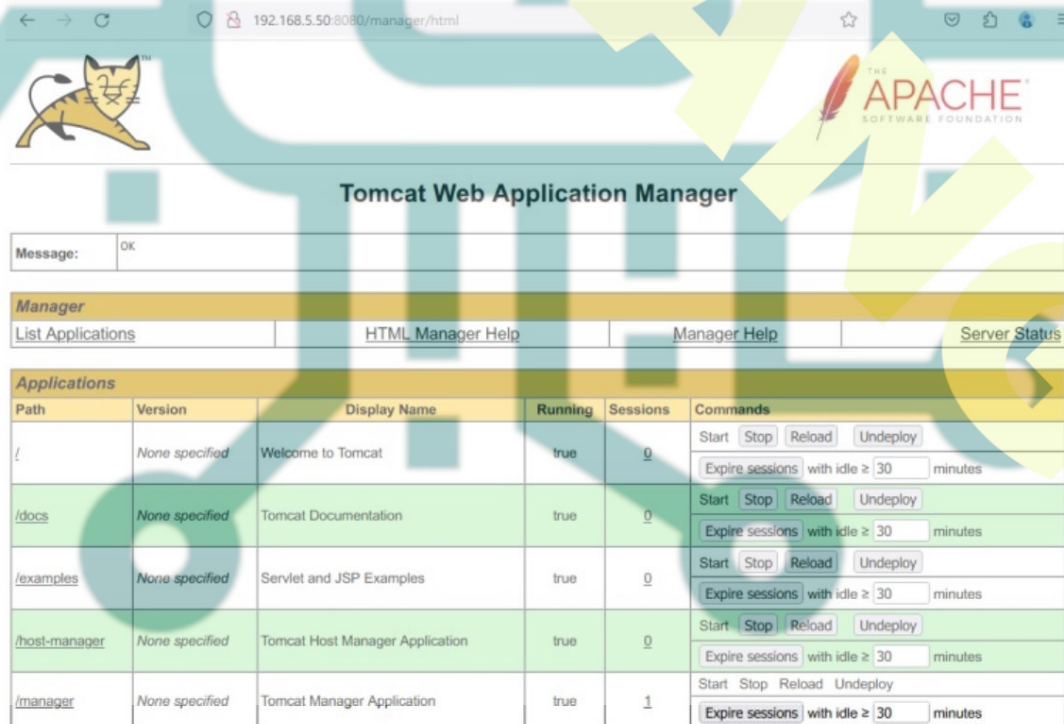 192.168.5.50:8080/manager/html
TM
THE
APACHE
SOFTWARE FOUNDATION
Tomcat Web Application Manager
Message: OK
Manager
List Applications HTML Manager Help Manager Help Server Status
Applications
Path Version Display Name Running Sessions Commands
/ None specified Welcome to Tomcat true 0 Start Stop Reload Undeploy
Expire sessions with idle ≥ 30 minutes
/docs None specified Tomcat Documentation true 0 Start Stop Reload Undeploy
Expire sessions with idle ≥ 30 minutes
/examples None specified Servlet and JSP Examples true 0 Start Stop Reload Undeploy
Expire sessions with idle ≥ 30 minutes
/host-manager None specified Tomcat Host Manager Application true 0 Start Stop Reload Undeploy
Expire sessions with idle ≥ 30 minutes
/manager None specified Tomcat Manager Application true 1 Start Stop Reload Undeploy
Expire sessions with idle ≥ 30 minutes